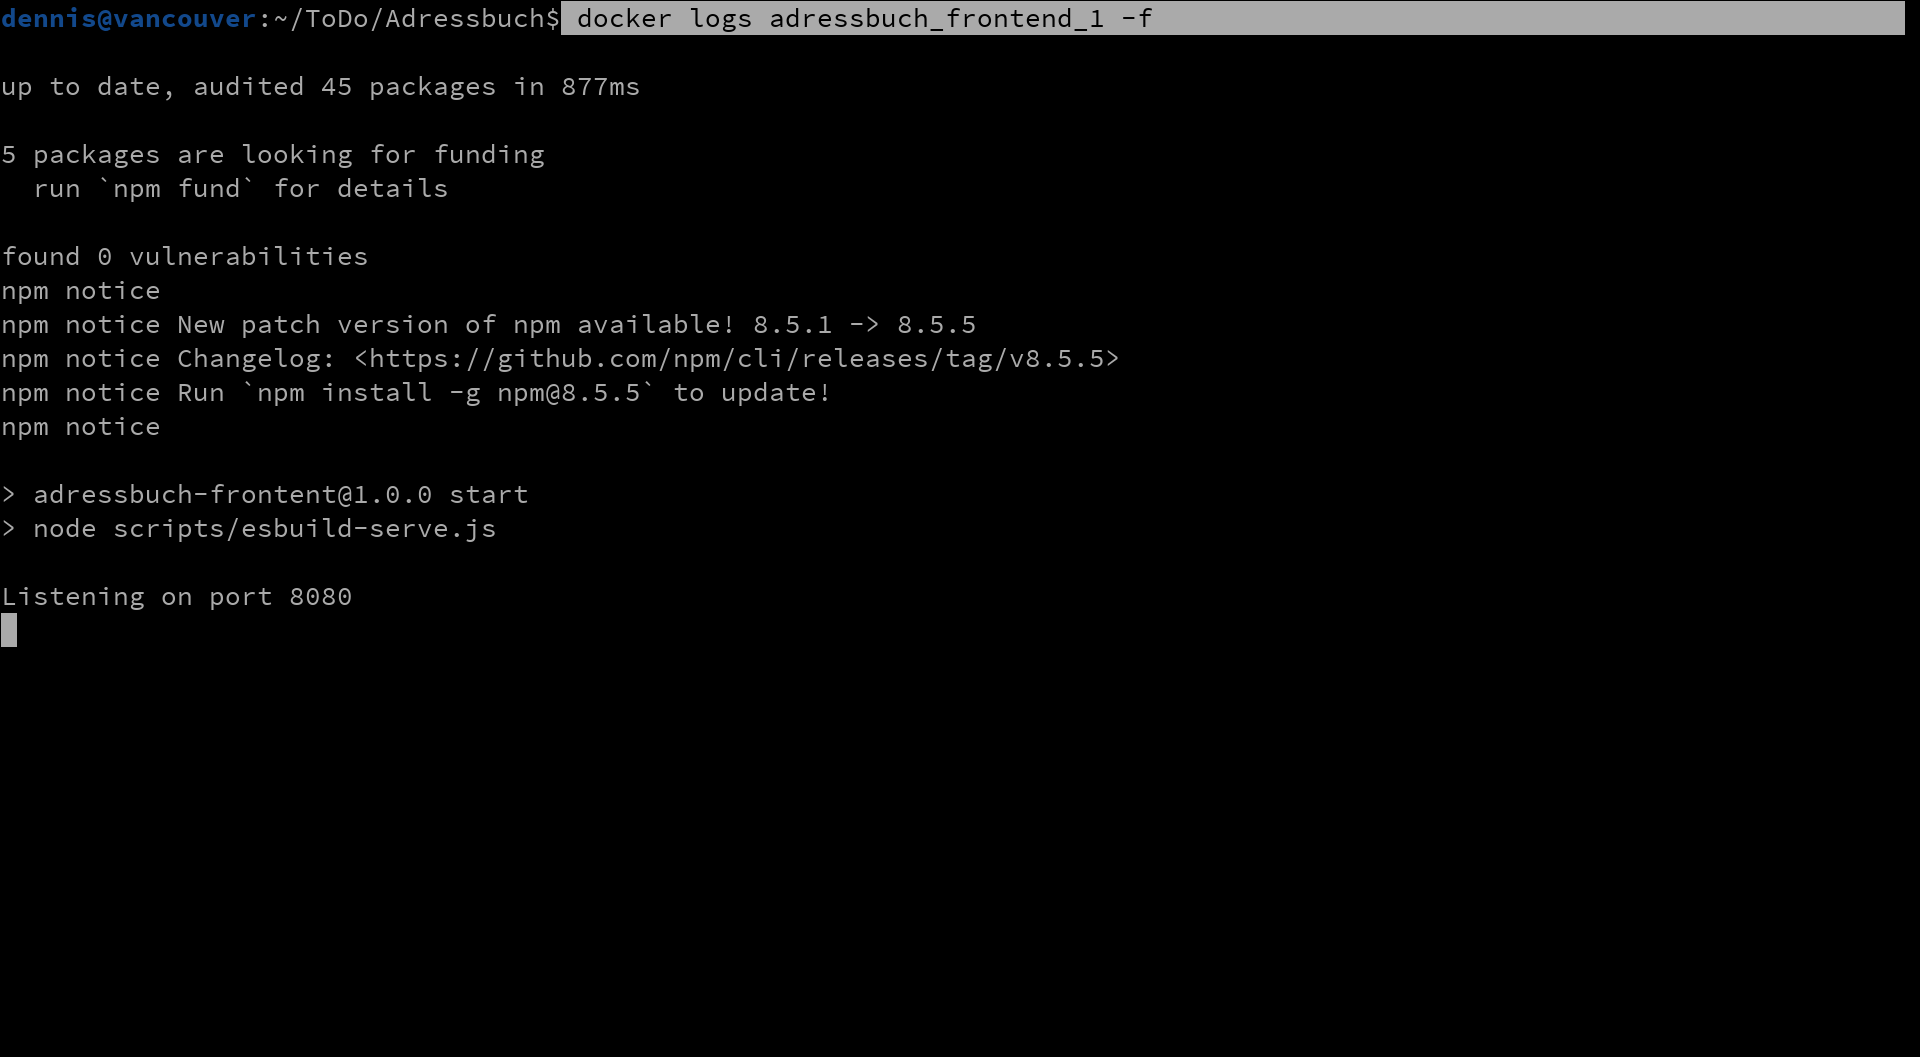 dennis@vancouver:~/ToDo/Adressbuch$ docker logs adressbuch_frontend_1 -f
up to date, audited 45 packages in 877ms
5 packages are looking for funding
  run `npm fund` for details
found 0 vulnerabilities
npm notice
npm notice New patch version of npm available! 8.5.1 -> 8.5.5
npm notice Changelog: <https://github.com/npm/cli/releases/tag/v8.5.5>
npm notice Run `npm install -g npm@8.5.5` to update!
npm notice
> adressbuch-frontent@1.0.0 start
> node scripts/esbuild-serve.js
Listening on port 8080